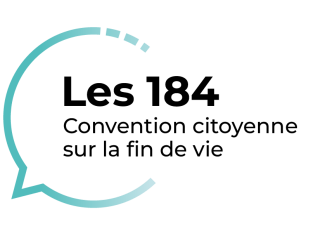 Les 184
Convention citoyenne
sur la fin de vie